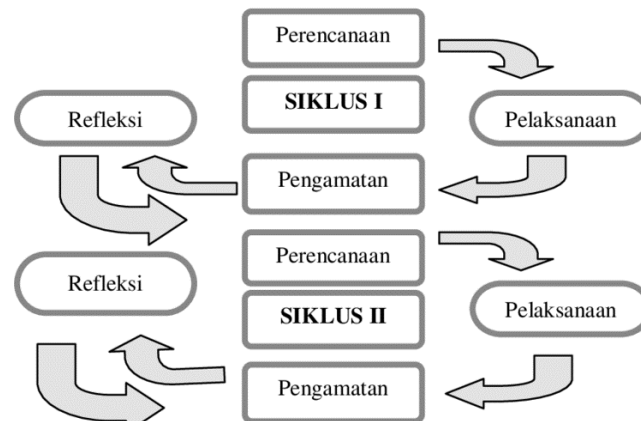 Perencanaan
SIKLUS I
Refleksi
Pelaksanaan
Pengamatan
Perencanaan
Refleksi
SIKLUS II
Pelaksanaan
Pengamatan